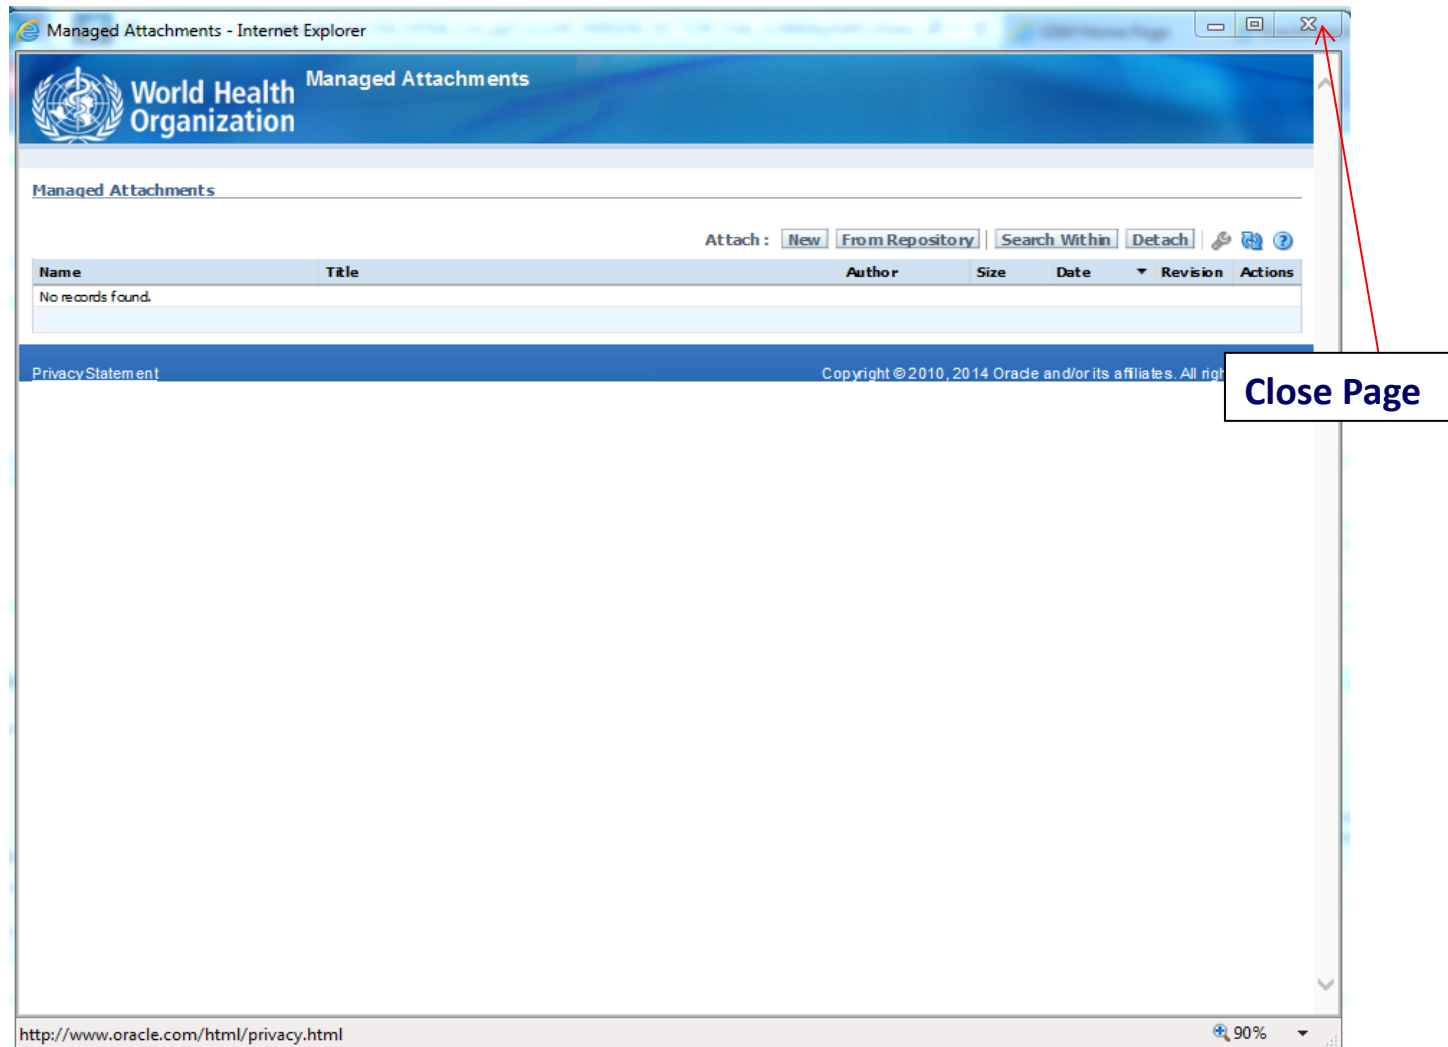 Managed Attachments - Internet Explorer
World Health
Organization
Managed Attachments
Managed Attachments
Attach : New From Repository Search Within Detach
Name Title Author Size Date Revision Actions
No records found.
Privacy Statement Copyright © 2010, 2014 Oracle and/or its affiliates. All
Close Page
http://www.oracle.com/html/privacy.html 90%